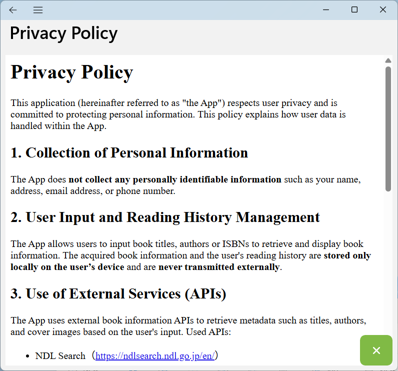 Privacy Policy
Privacy Policy
This application (hereinafter referred to as "the App") respects user privacy and is
committed to protecting personal information. This policy explains how user data is
handled within the App.
1. Collection of Personal Information
The App does not collect any personally identifiable information such as your name,
address, email address, or phone number.
2. User Input and Reading History Management
The App allows users to input book titles, authors or ISBNs to retrieve and display book
information. The acquired book information and the user's reading history are stored only
locally on the user’s device and are never transmitted externally.
3. Use of External Services (APIs)
The App uses external book information APIs to retrieve metadata such as titles, authors,
and cover images based on the user's input. Used APIs:
• NDL Search（https://ndlsearch.ndl.go.jp/en/）